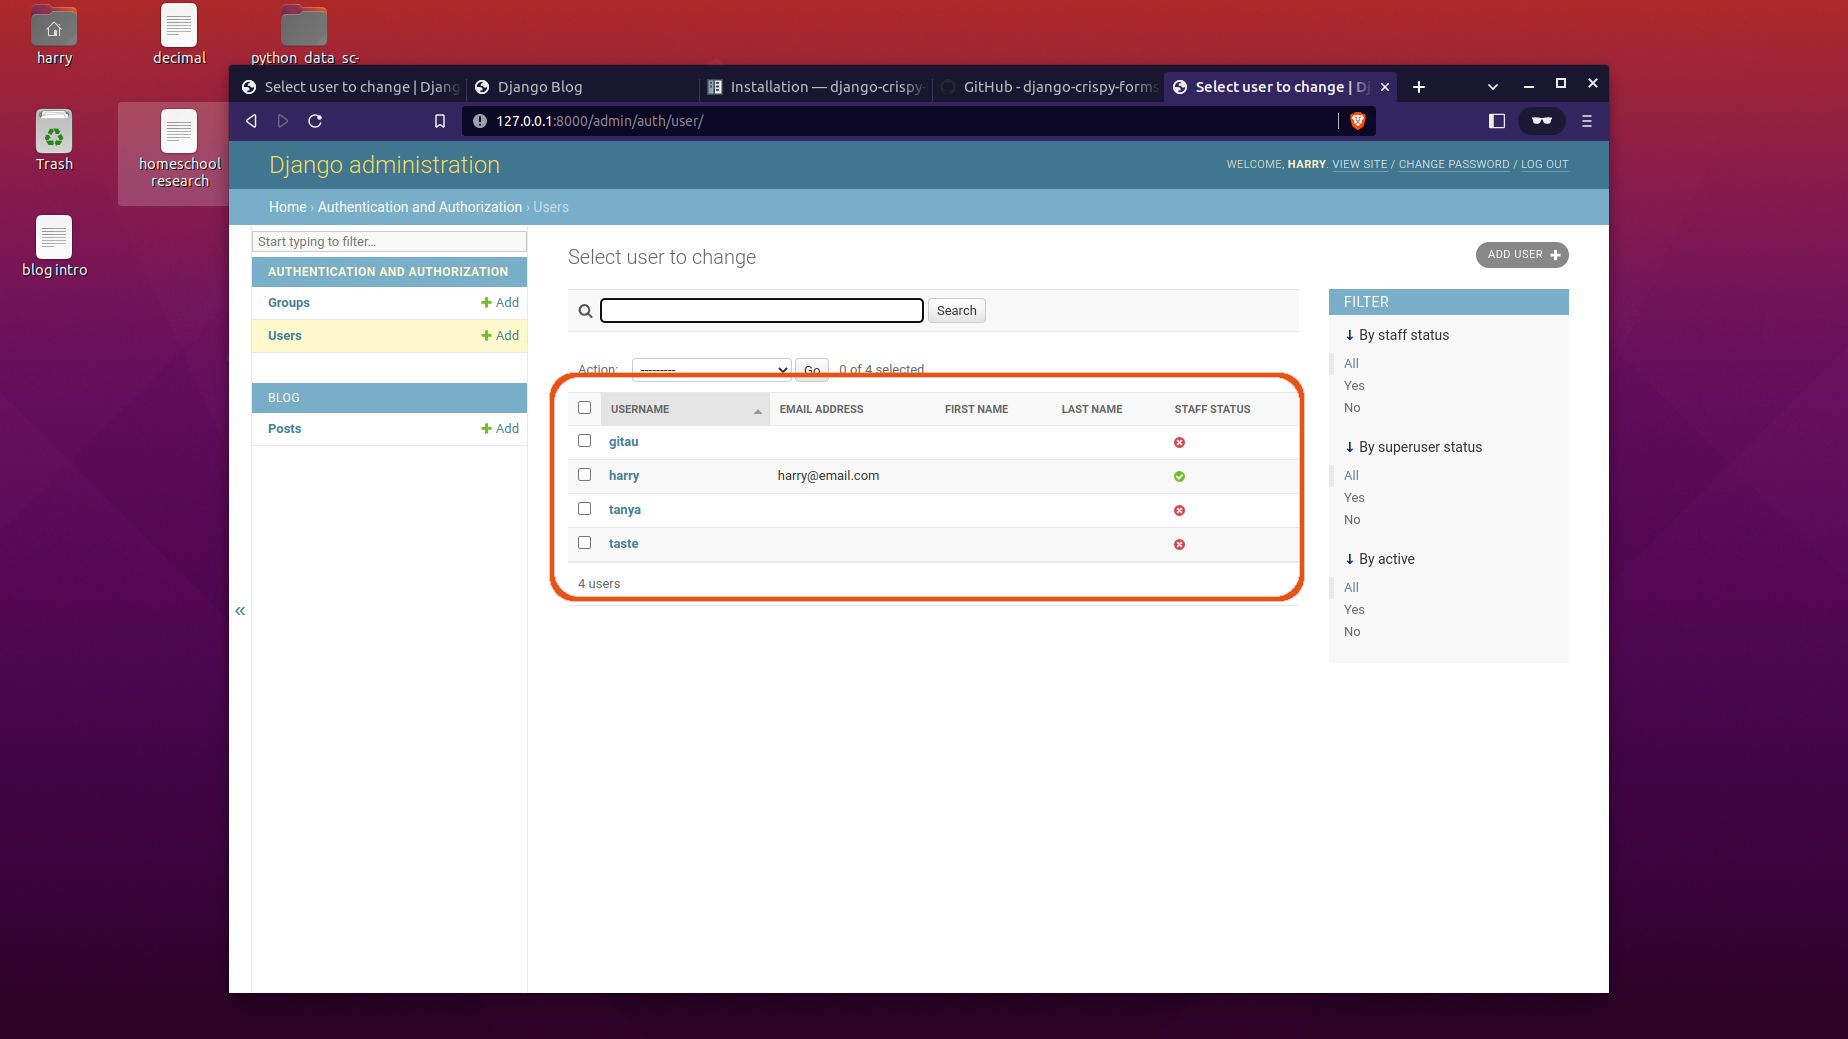 harry
decimal
python_data_sc-
Trash
homeschool
research
blog intro
Select user to change | Djang
Django Blog
Installation — django-crispy-
GitHub - django-crispy-forms
Select user to change | Dj
127.0.0.1:8000/admin/auth/user/
Django administration
WELCOME, HARRY. VIEW SITE / CHANGE PASSWORD / LOG OUT
Home › Authentication and Authorization › Users
Start typing to filter...
AUTHENTICATION AND AUTHORIZATION
Groups + Add
Users + Add
BLOG
Posts + Add
«
Select user to change
ADD USER +
Search
Action: --------- Go 0 of 4 selected
USERNAME EMAIL ADDRESS FIRST NAME LAST NAME STAFF STATUS
gitau
harry harry@email.com
tanya
taste
4 users
FILTER
↓ By staff status
All
Yes
No
↓ By superuser status
All
Yes
No
↓ By active
All
Yes
No